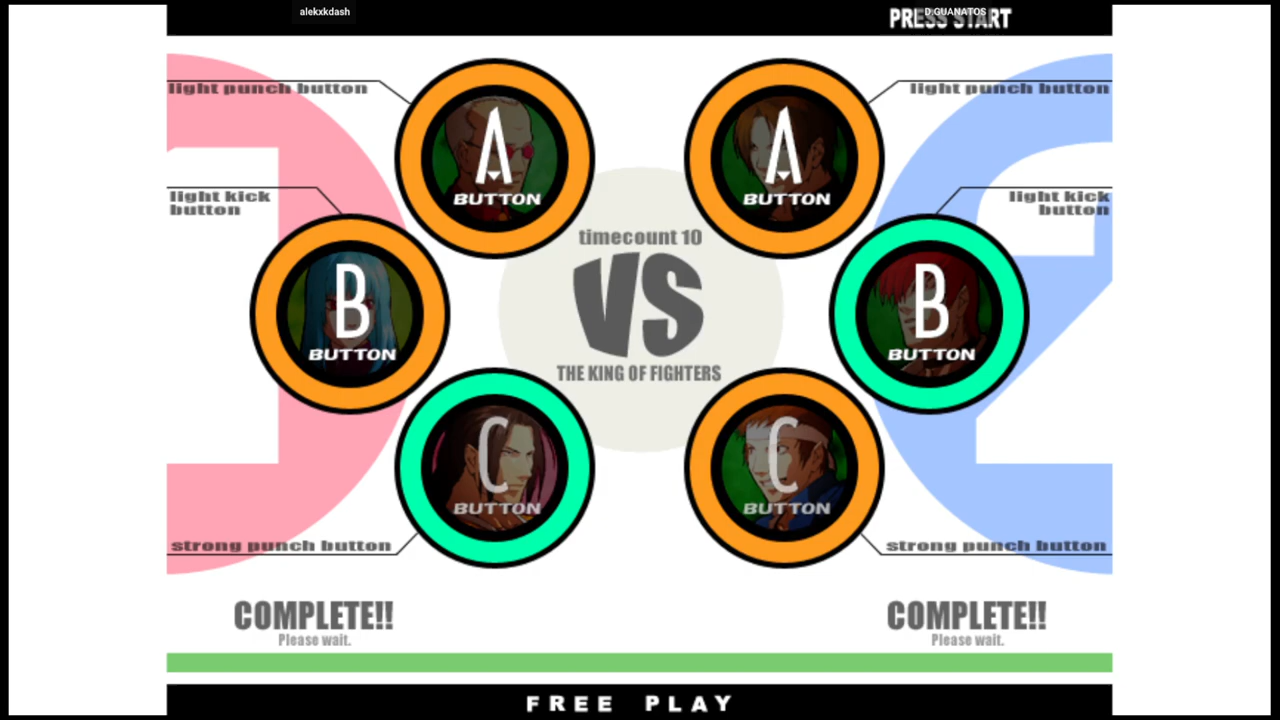 alekxkdash
D.GUANATOS
PRESS START
light punch button
light punch button
A
BUTTON
A
BUTTON
light kick
button
light kick
button
timecount 10
VS
THE KING OF FIGHTERS
B
BUTTON
B
BUTTON
C
BUTTON
C
BUTTON
strong punch button
strong punch button
COMPLETE!!
Please wait.
COMPLETE!!
Please wait.
FREE PLAY